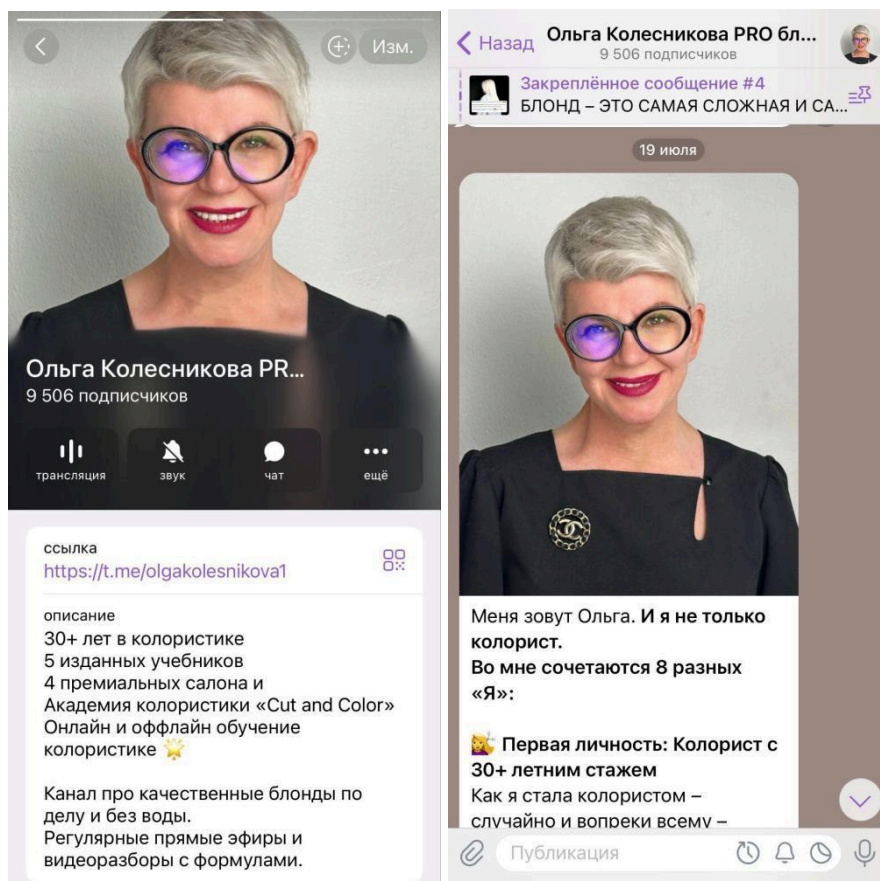 Изм.
Ольга Колесникова PR...
9 506 подписчиков
трансляция
звук
чат
ещё
ссылка
https://t.me/olgakolesnikova1
описание
30+ лет в колористике
5 изданных учебников
4 премиальных салона и
Академия колористики «Cut and Color»
Онлайн и оффлайн обучение
колористике 🌟
Канал про качественные блонды по
делу и без воды.
Регулярные прямые эфиры и
видеоразборы с формулами.
Назад
Ольга Колесникова PRO бл...
9 506 подписчиков
Закреплённое сообщение #4
БЛОНД – ЭТО САМАЯ СЛОЖНАЯ И СА...
19 июля
Меня зовут Ольга. И я не только
колорист.
Во мне сочетаются 8 разных
«Я»:
💇‍♀️ Первая личность: Колорист с
30+ летним стажем
Как я стала колористом –
случайно и вопреки всему –
Публикация